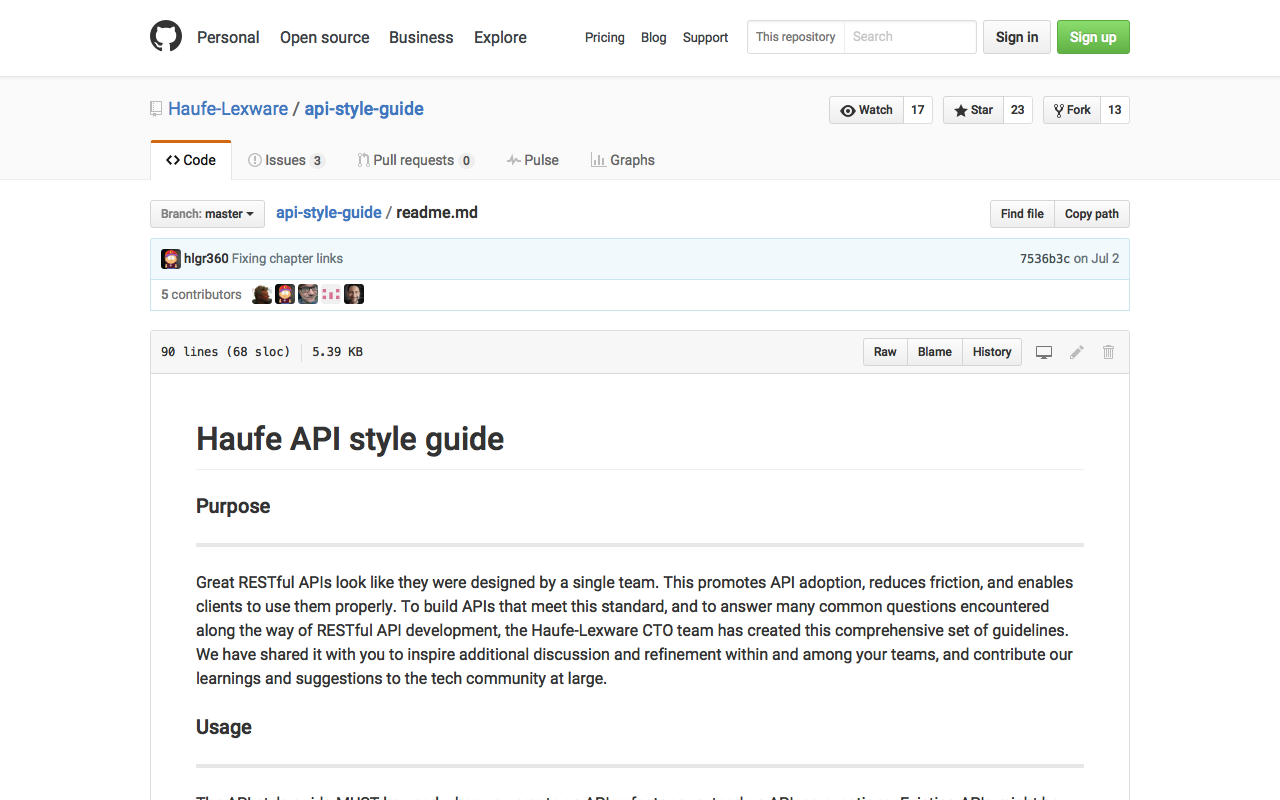 Personal Open source Business Explore Pricing Blog Support This repository Search Sign in Sign up
Haufe-Lexware / api-style-guide Watch 17 Star 23 Fork 13
Code Issues 3 Pull requests 0 Pulse Graphs
Branch: master api-style-guide / readme.md Find file Copy path
hlgr360 Fixing chapter links 7536b3c on Jul 2
5 contributors
90 lines (68 sloc) 5.39 KB Raw Blame History
Haufe API style guide
Purpose
Great RESTful APIs look like they were designed by a single team. This promotes API adoption, reduces friction, and enables
clients to use them properly. To build APIs that meet this standard, and to answer many common questions encountered
along the way of RESTful API development, the Haufe-Lexware CTO team has created this comprehensive set of guidelines.
We have shared it with you to inspire additional discussion and refinement within and among your teams, and contribute our
learnings and suggestions to the tech community at large.
Usage